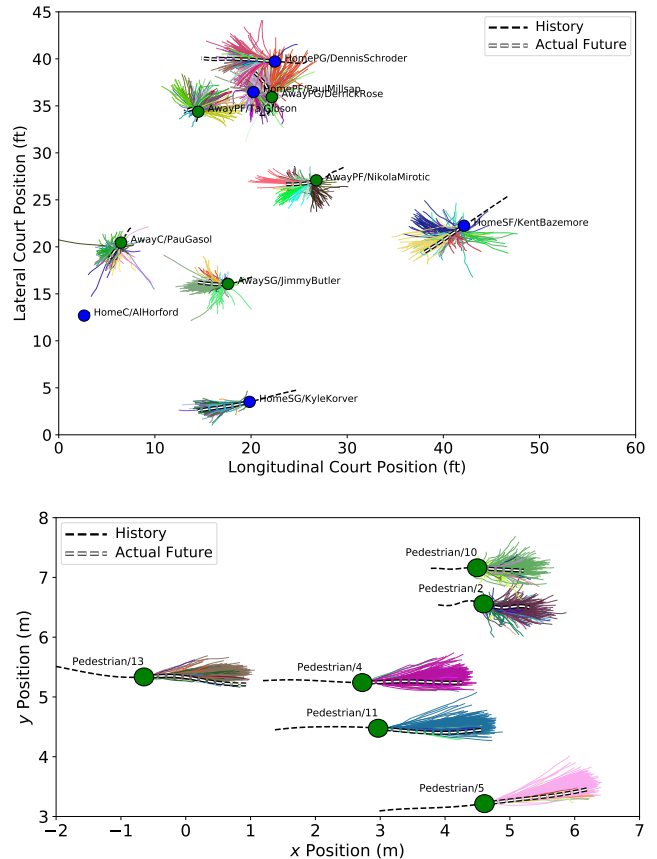 45
40
35
30
25
20
15
10
5
0
Lateral Court Position (ft)
History
Actual Future
HomePG/DennisSchroder
HomePF/PaulMillsap
AwayPG/DerrickRose
AwayPF/TajGibson
AwayPF/NikolaMirotic
HomeSF/KentBazemore
AwayC/PauGasol
AwaySG/JimmyButler
HomeC/AlHorford
HomeSG/KyleKorver
0 10 20 30 40 50 60
Longitudinal Court Position (ft)
8
7
6
5
4
3
y Position (m)
History
Actual Future
Pedestrian/10
Pedestrian/2
Pedestrian/13
Pedestrian/4
Pedestrian/11
Pedestrian/5
−2 −1 0 1 2 3 4 5 6 7
x Position (m)